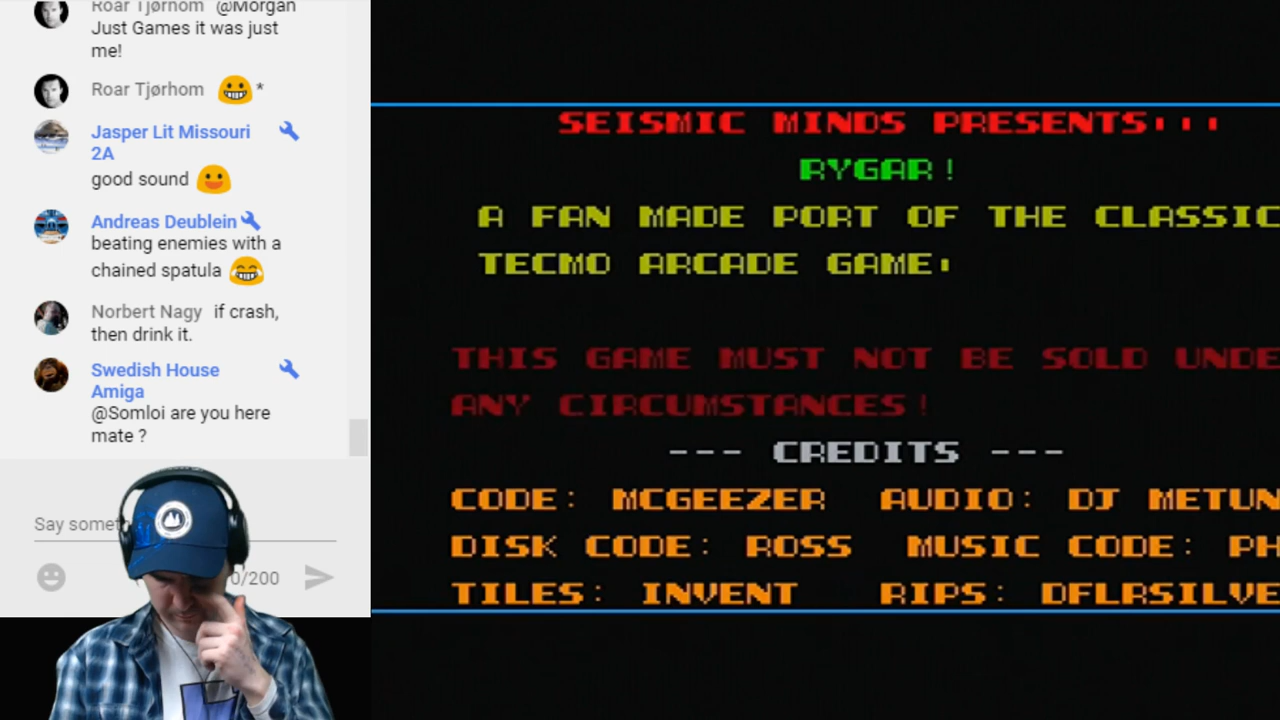 Roar Tjørhom @Morgan
Just Games it was just
me!
Roar Tjørhom *
Jasper Lit Missouri
2A
good sound
Andreas Deublein
beating enemies with a
chained spatula
Norbert Nagy if crash,
then drink it.
Swedish House
Amiga
@Somloi are you here
mate ?
Say somet
0/200
SEISMIC MINDS PRESENTS...
RYGAR!
A FAN MADE PORT OF THE CLASSIC
TECMO ARCADE GAME.
THIS GAME MUST NOT BE SOLD UNDE
ANY CIRCUMSTANCES!
--- CREDITS ---
CODE: MCGEEZER AUDIO: DJ METUN
DISK CODE: ROSS MUSIC CODE: PH
TILES: INVENT RIPS: DFLRSILVE